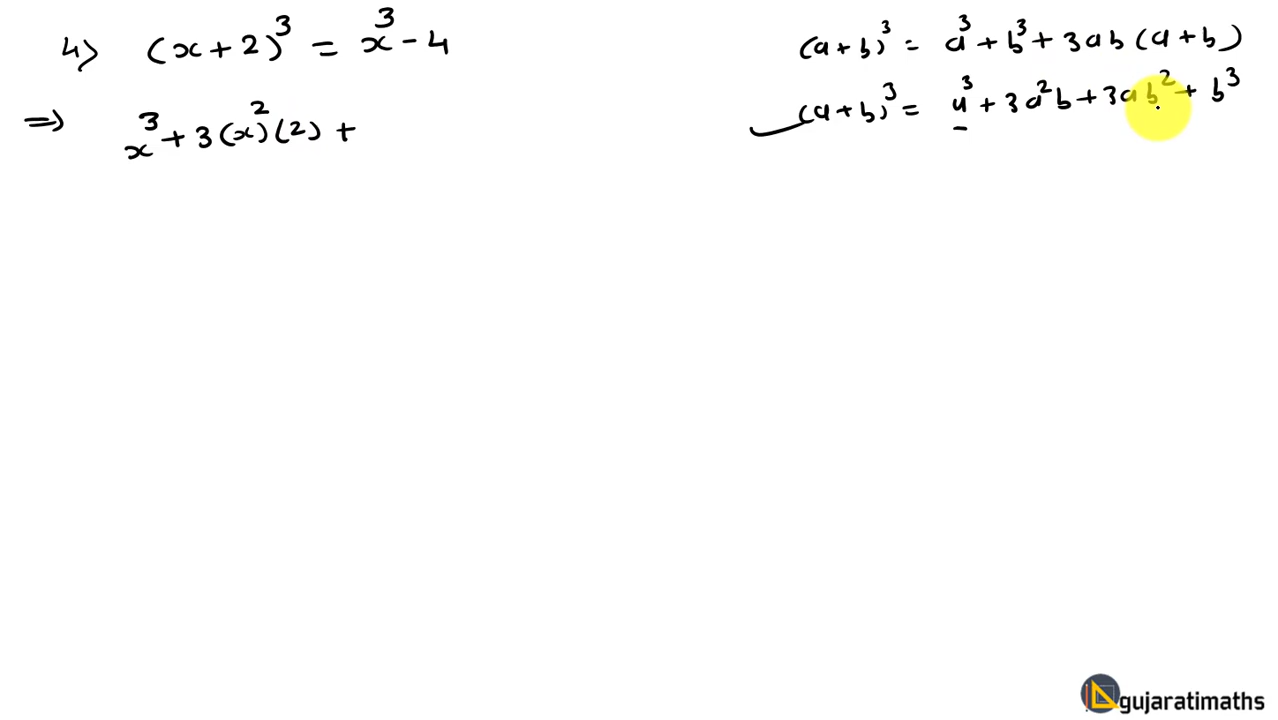 4) (x + 2)³ = x³ - 4
(a + b)³ = a³ + b³ + 3ab (a + b)
(a + b)³ = a³ + 3a²b + 3ab² + b³
⇒ x³ + 3(x)²(2) +
gujaratimaths